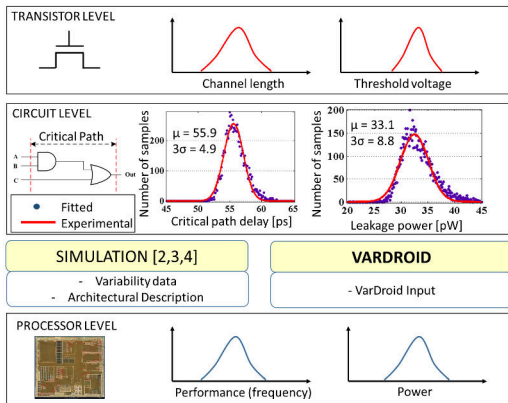 TRANSISTOR LEVEL
Channel length
Threshold voltage
CIRCUIT LEVEL
Critical Path
A
B
C
Out
Fitted
Experimental
Number of samples
200
0
μ = 55.9
3σ = 4.9
45 50 55 60 65
Critical path delay [ps]
Number of samples
200
150
100
50
0
μ = 33.1
3σ = 8.8
20 25 30 35 40 45
Leakage power [pW]
SIMULATION [2,3,4]
- Variability data
- Architectural Description
VARDROID
- VarDroid Input
PROCESSOR LEVEL
Performance (frequency)
Power